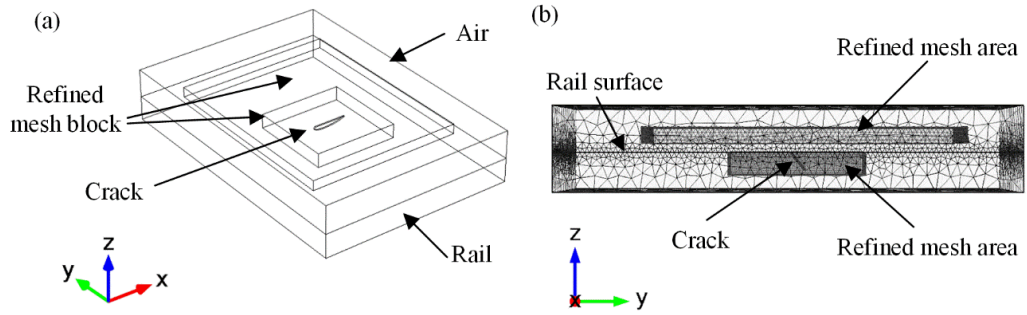 (a)
Air
Refined
mesh block
Crack
Rail
z
y
x
(b)
Refined mesh area
Rail surface
Crack
Refined mesh area
z
x
y